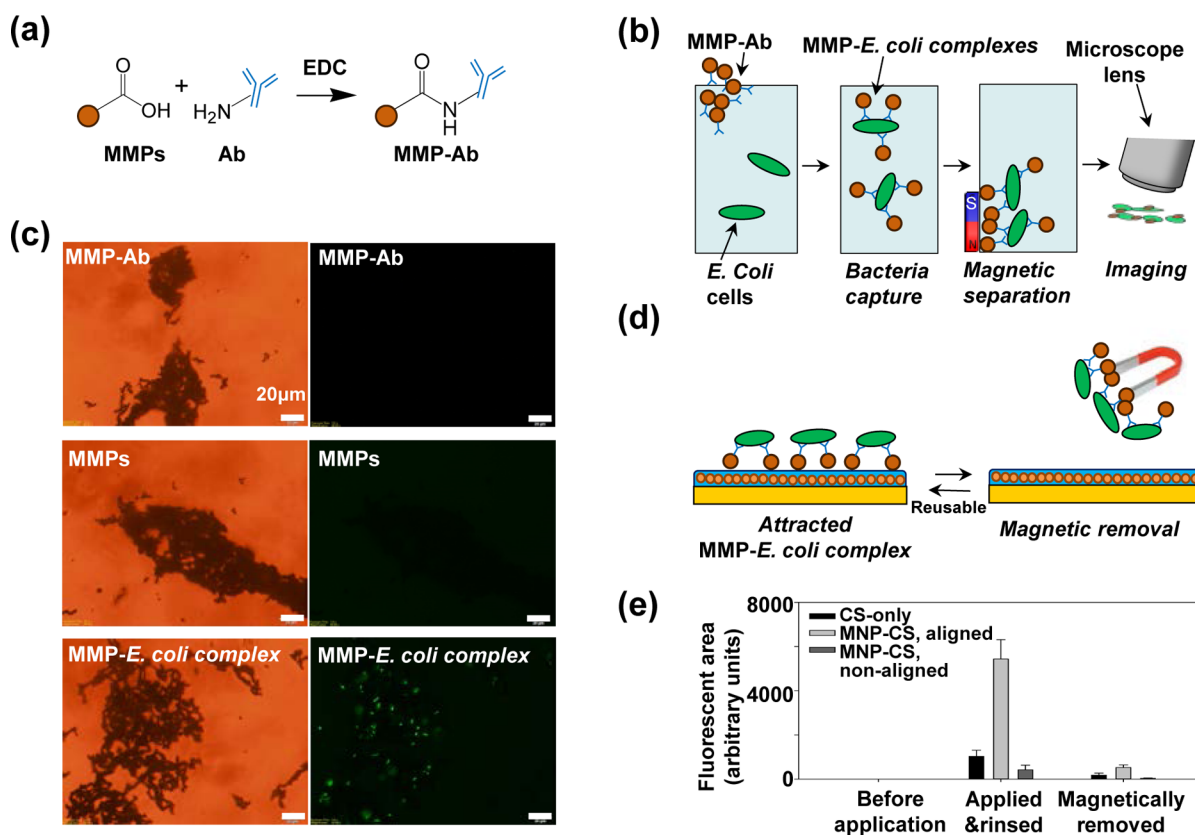 (a)
O
OH
MMPs
+
H₂N
Ab
EDC
O
N
H
MMP-Ab
(b)
MMP-Ab
MMP-E. coli complexes
Microscope
lens
S
N
E. Coli
cells
Bacteria
capture
Magnetic
separation
Imaging
(c)
MMP-Ab
20µm
MMP-Ab
MMPs
MMPs
MMP-E. coli complex
MMP-E. coli complex
(d)
Reusable
Attracted
MMP-E. coli complex
Magnetic removal
(e)
Fluorescent area
(arbitrary units)
8000
4000
0
CS-only
MNP-CS, aligned
MNP-CS,
non-aligned
Before
application
Applied
&rinsed
Magnetically
removed